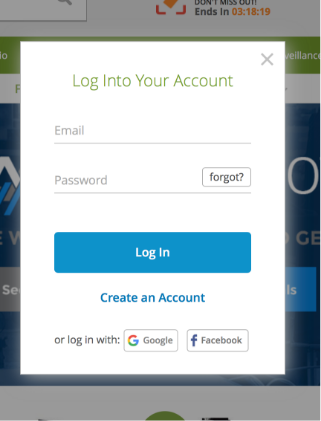 DON'T MISS OUT!
Ends In 03:18:19
Log Into Your Account
Email
Password
forgot?
Log In
Create an Account
or log in with: Google Facebook